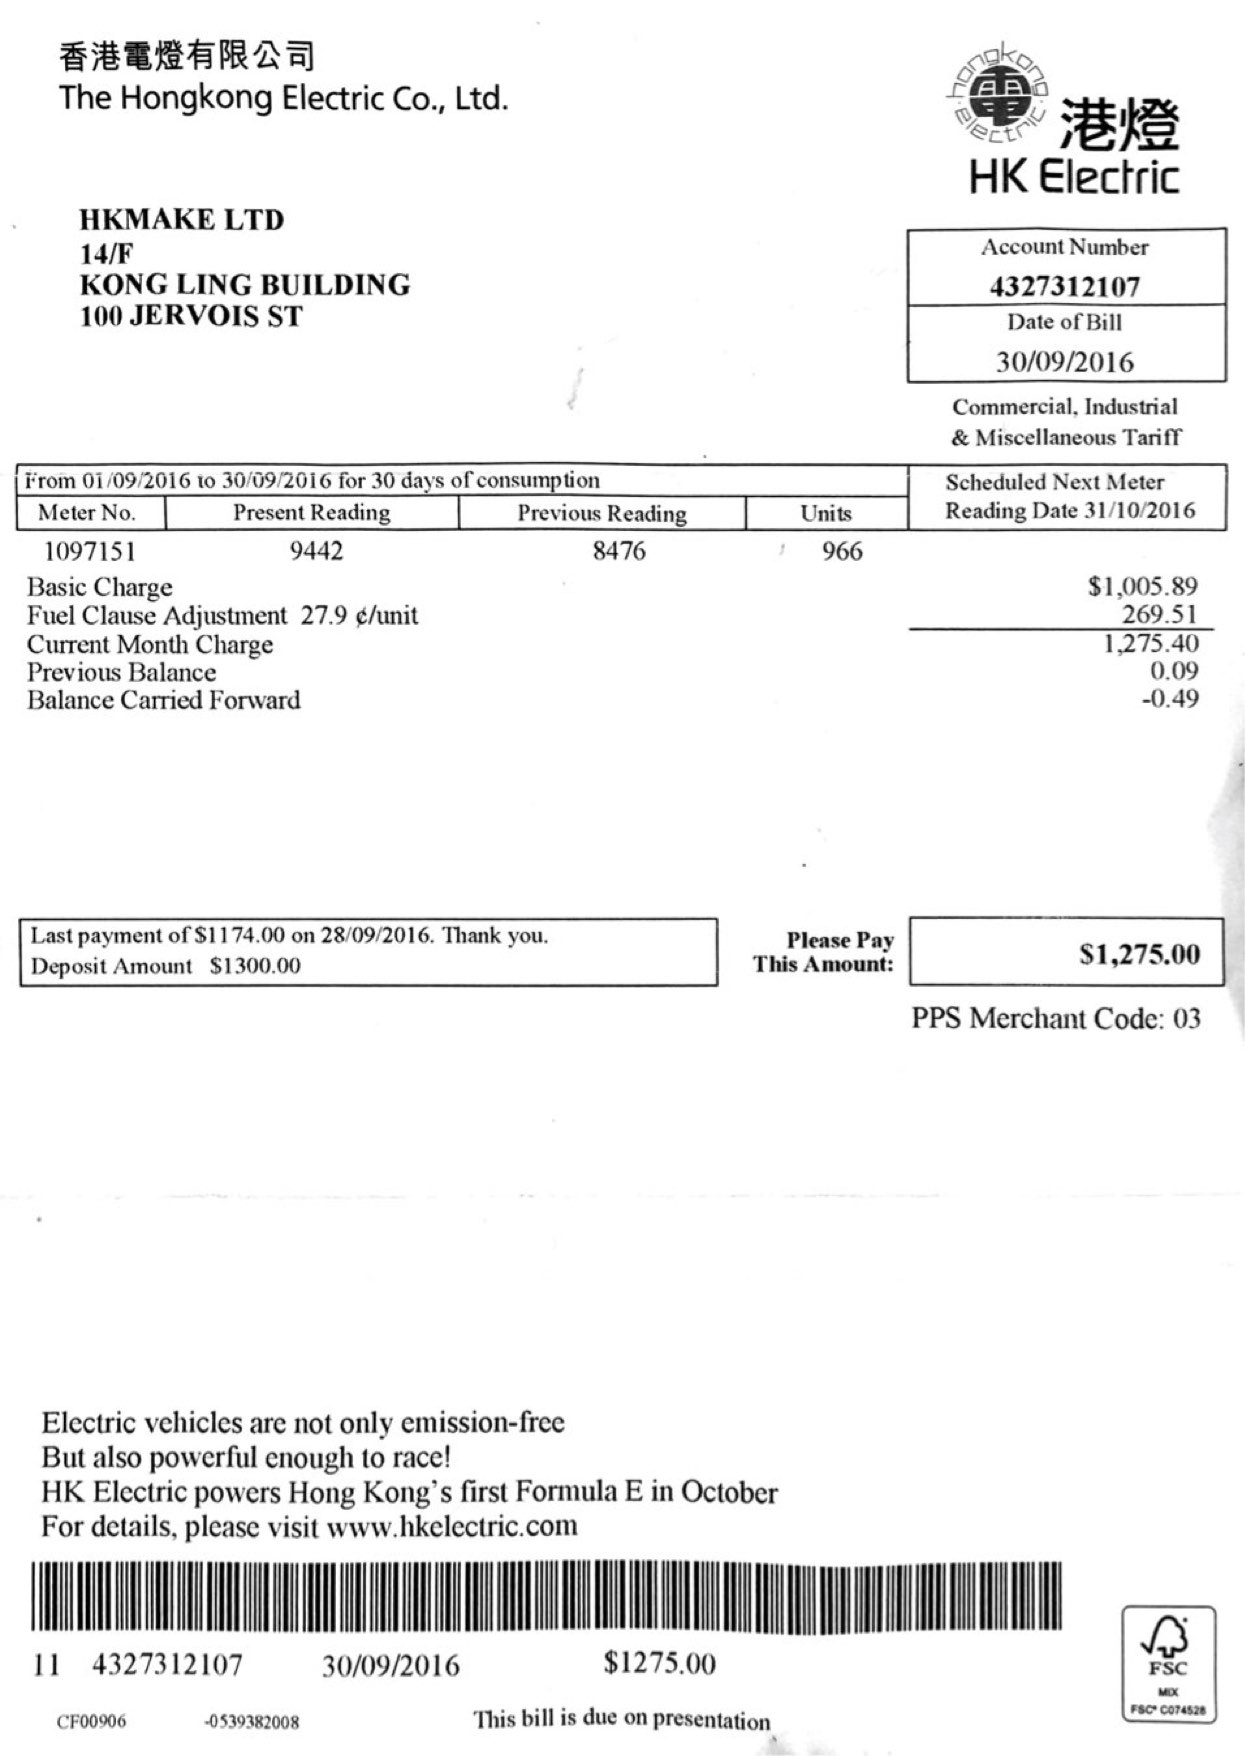 香港電燈有限公司
The Hongkong Electric Co., Ltd.
hongkong electric
電
港燈
HK Electric
HKMAKE LTD
14/F
KONG LING BUILDING
100 JERVOIS ST
Account Number
4327312107
Date of Bill
30/09/2016
Commercial, Industrial
& Miscellaneous Tariff
From 01/09/2016 to 30/09/2016 for 30 days of consumption
Scheduled Next Meter
Reading Date 31/10/2016
Meter No. Present Reading Previous Reading Units
1097151 9442 8476 966
Basic Charge $1,005.89
Fuel Clause Adjustment 27.9 ¢/unit 269.51
Current Month Charge 1,275.40
Previous Balance 0.09
Balance Carried Forward -0.49
Last payment of $1174.00 on 28/09/2016. Thank you.
Deposit Amount $1300.00
Please Pay
This Amount:
$1,275.00
PPS Merchant Code: 03
Electric vehicles are not only emission-free
But also powerful enough to race!
HK Electric powers Hong Kong's first Formula E in October
For details, please visit www.hkelectric.com
11 4327312107 30/09/2016 $1275.00
CF00906 -0539382008 This bill is due on presentation
FSC
MIX
FSC® C074528